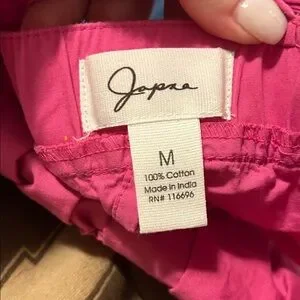 Japna
M
100% Cotton
Made in India
RN# 116696